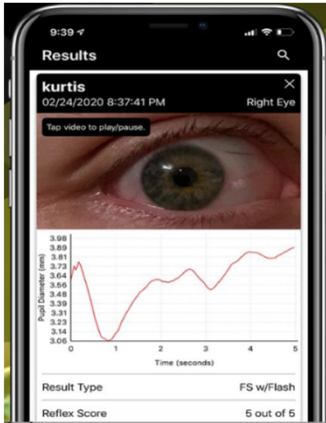 9:39
Results
kurtis
02/24/2020 8:37:41 PM Right Eye
Tap video to play/pause.
3.98
3.89
3.81
3.73
3.64
3.56
3.48
3.39
3.31
3.23
3.14
3.06
Pupil Diameter (mm)
0 1 2 3 4 5
Time (seconds)
Result Type FS w/Flash
Reflex Score 5 out of 5